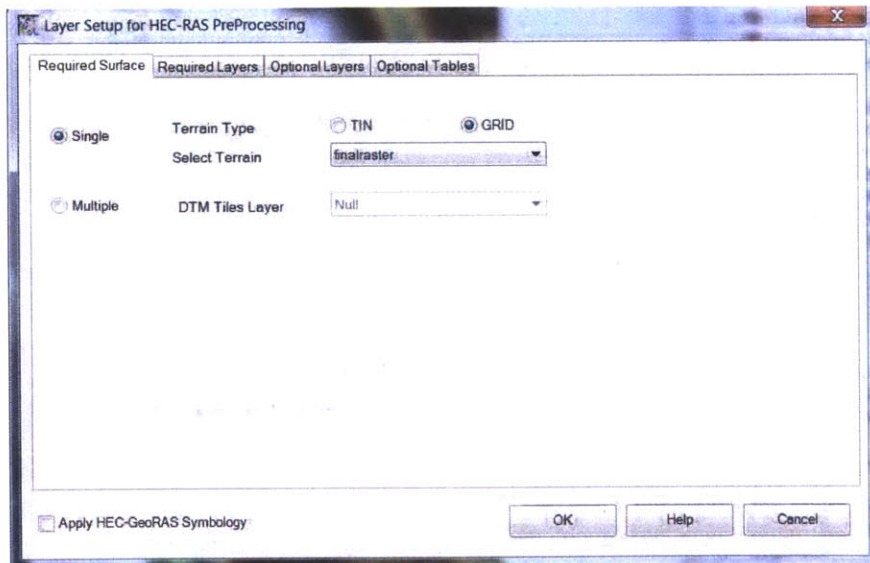 Layer Setup for HEC-RAS PreProcessing
X
Required Surface Required Layers Optional Layers Optional Tables
Single Terrain Type TIN GRID
Select Terrain finalraster
Multiple DTM Tiles Layer Null
Apply HEC-GeoRAS Symbology OK Help Cancel